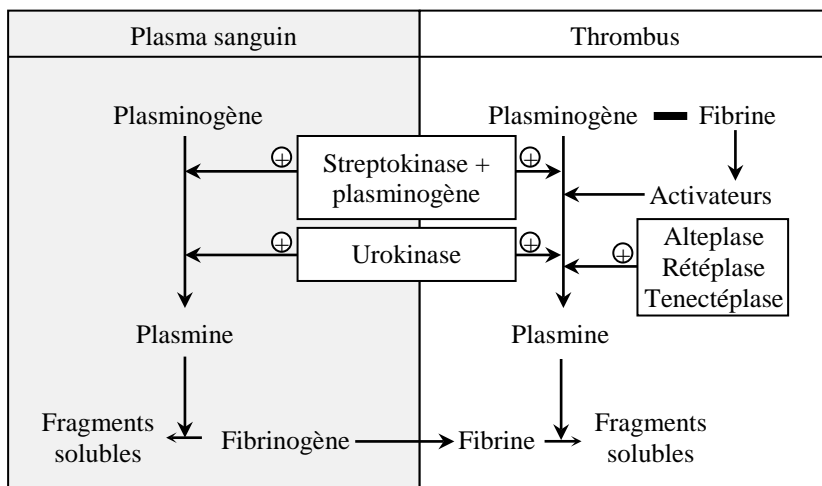 Plasma sanguin
Thrombus
Plasminogène
Plasminogène
Fibrine
+
+
Streptokinase +
plasminogène
Activateurs
+
+
Urokinase
+
Alteplase
Rétéplase
Tenectéplase
Plasmine
Plasmine
Fragments
solubles
Fibrinogène
Fibrine
Fragments
solubles